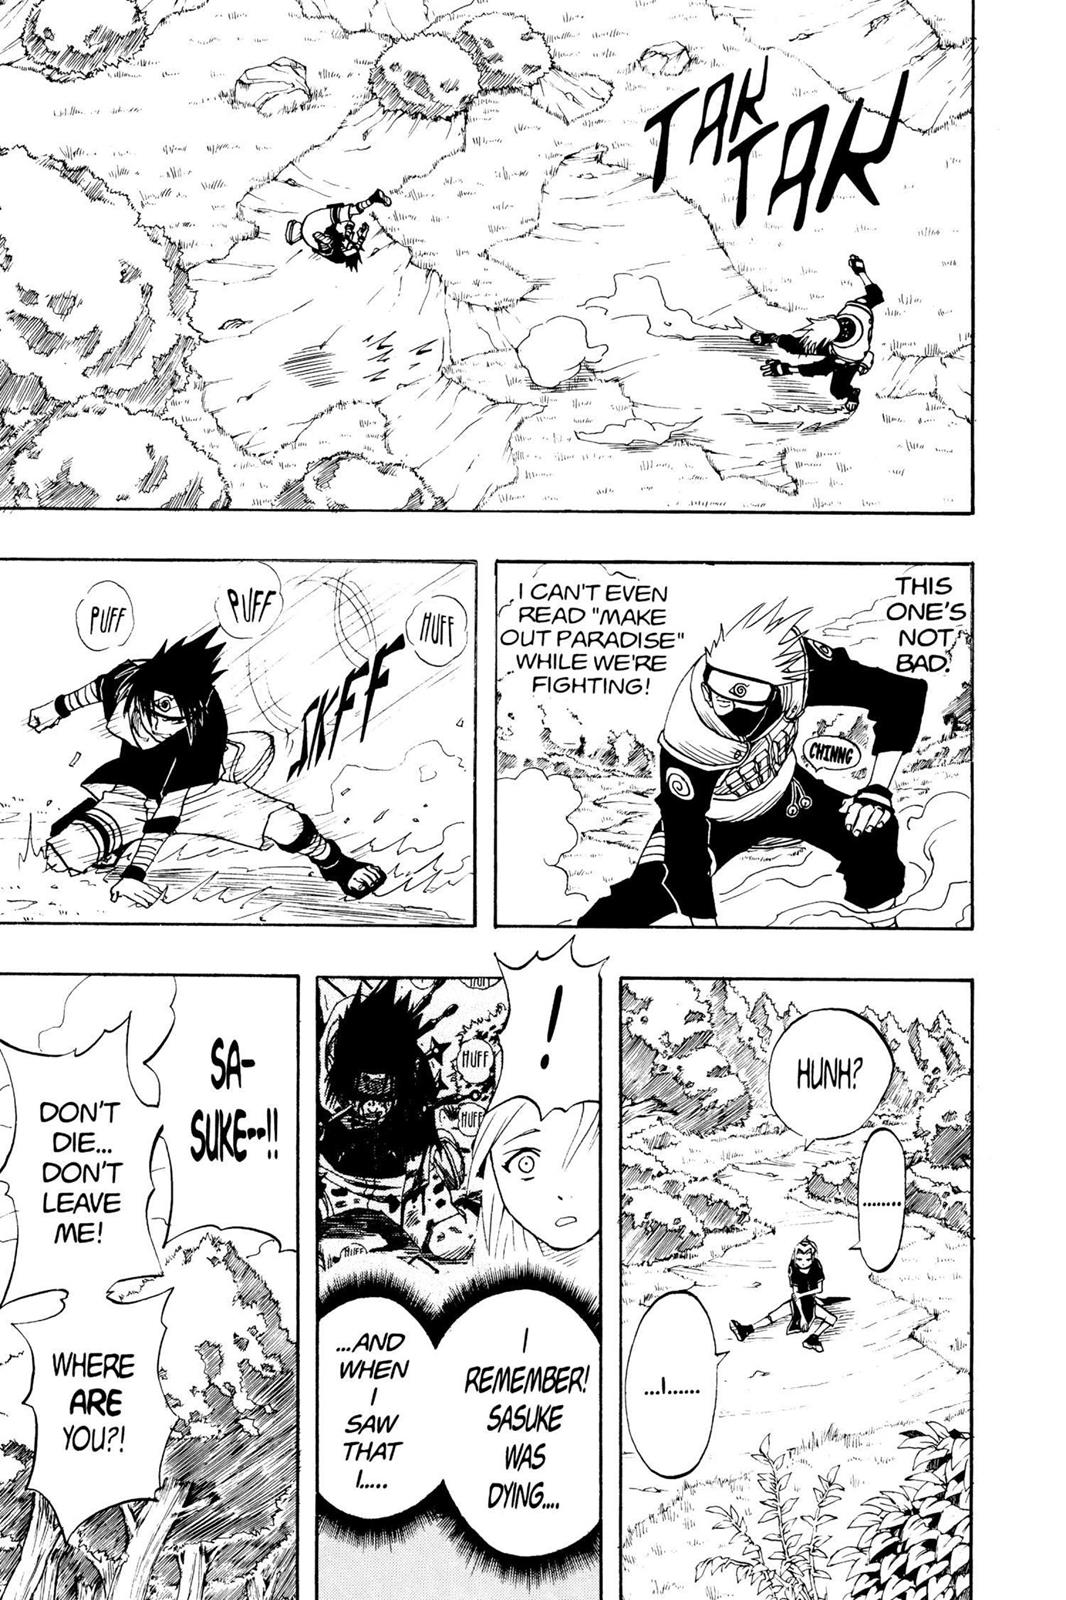 TAK
TAK
THIS
ONE'S
NOT
BAD.
I CAN'T EVEN
READ "MAKE
OUT PARADISE"
WHILE WE'RE
FIGHTING!
CHINNG
HUFF
PUFF
PUFF
SKFF
HUNH?
.........
...I......
!
HUFF
HUFF
HUFF
HUFF
I
REMEMBER!
SASUKE
WAS
DYING....
...AND
WHEN
I
SAW
THAT
I.....
SA-
SUKE--!!
DON'T
DIE...
DON'T
LEAVE
ME!
WHERE
ARE
YOU?!